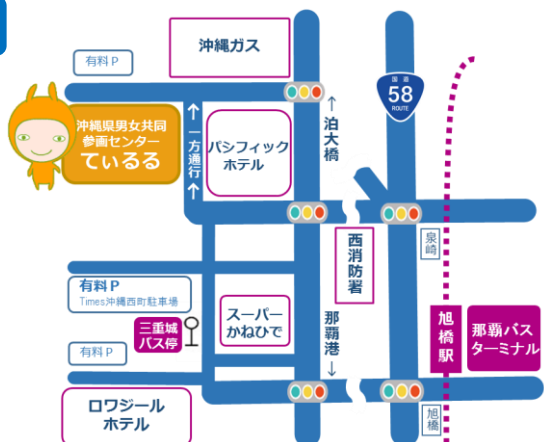 沖縄ガス
有料P
国道
58
ROUTE
沖縄県男女共同
参画センター
てぃるる
↑一方通行↑
パシフィック
ホテル
↑泊大橋
西消防署
泉崎
有料P
Times沖縄西町駐車場
三重城
バス停
スーパー
かねひで
那覇港↓
旭橋駅
那覇バス
ターミナル
有料P
ロワジール
ホテル
旭橋